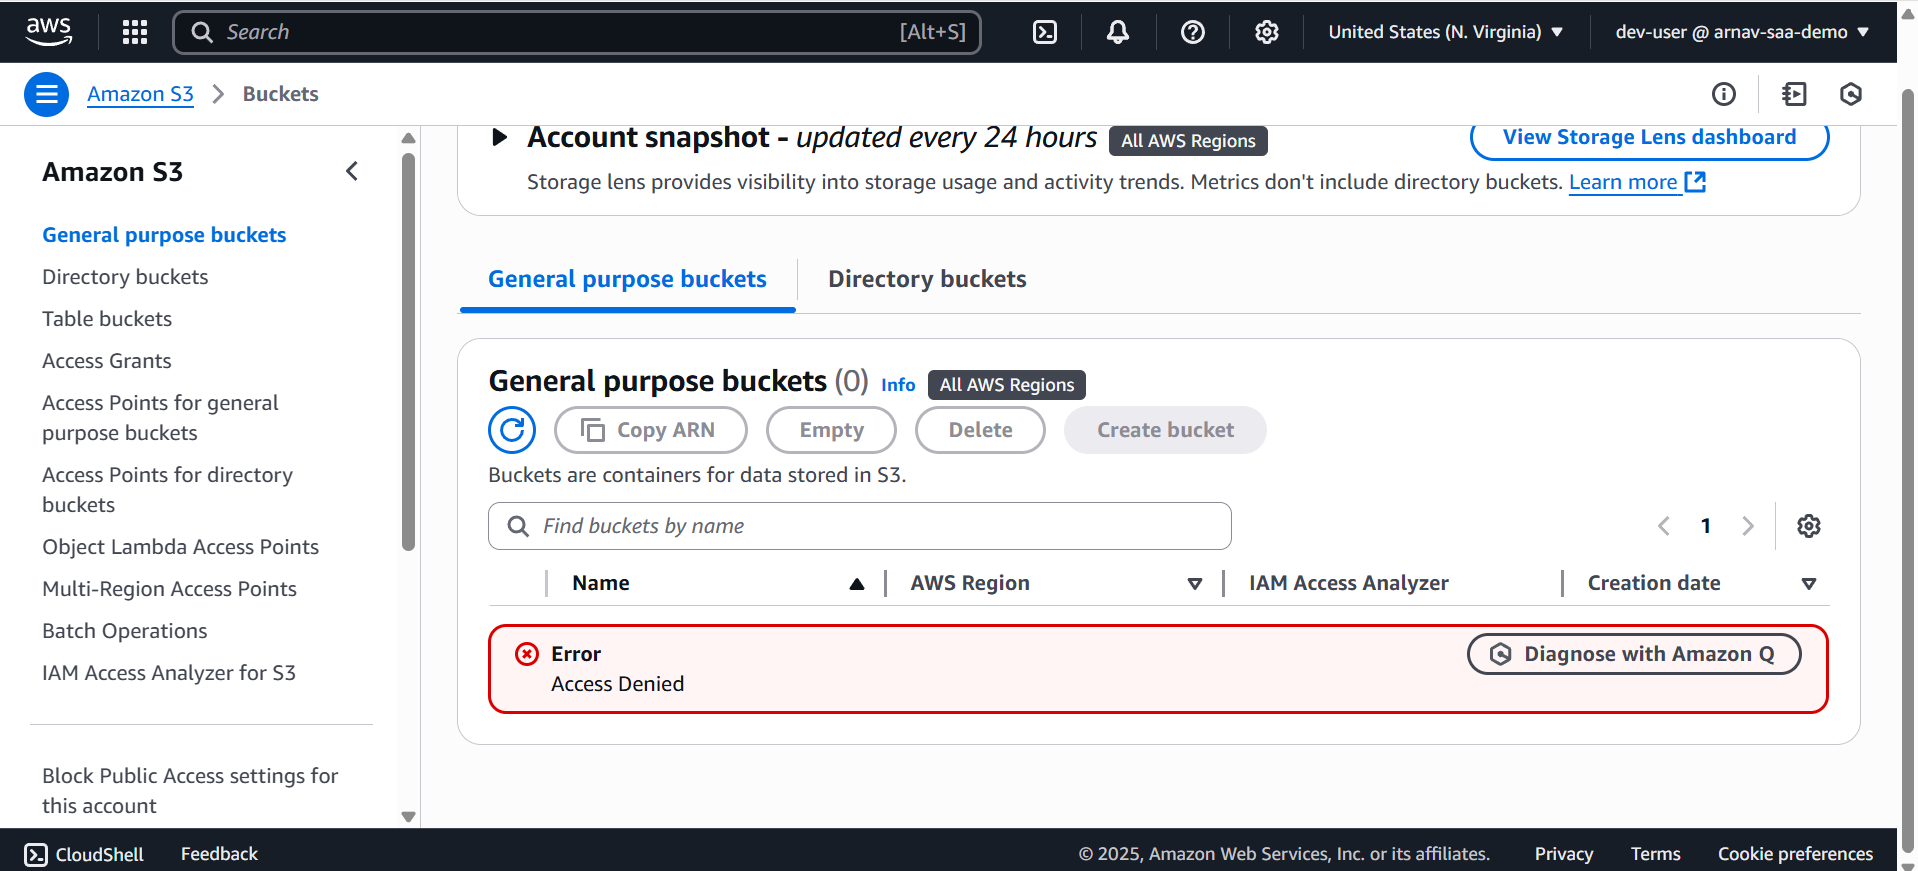 aws
Search
[Alt+S]
United States (N. Virginia)
dev-user @ arnav-saa-demo
Amazon S3
Buckets
Amazon S3
General purpose buckets
Directory buckets
Table buckets
Access Grants
Access Points for general
purpose buckets
Access Points for directory
buckets
Object Lambda Access Points
Multi-Region Access Points
Batch Operations
IAM Access Analyzer for S3
Block Public Access settings for
this account
Account snapshot - updated every 24 hours
All AWS Regions
View Storage Lens dashboard
Storage lens provides visibility into storage usage and activity trends. Metrics don't include directory buckets. Learn more
General purpose buckets
Directory buckets
General purpose buckets (0) Info
All AWS Regions
Copy ARN
Empty
Delete
Create bucket
Buckets are containers for data stored in S3.
Find buckets by name
1
Name
AWS Region
IAM Access Analyzer
Creation date
Error
Access Denied
Diagnose with Amazon Q
CloudShell
Feedback
© 2025, Amazon Web Services, Inc. or its affiliates.
Privacy
Terms
Cookie preferences